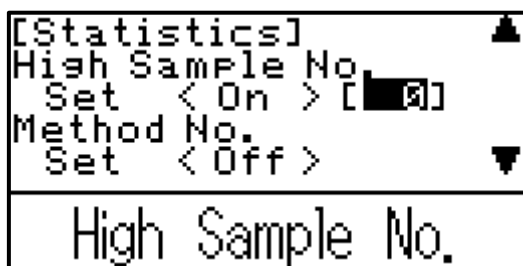 [Statistics]
High Sample No.
Set < On > [ 0]
Method No.
Set < Off >
High Sample No.